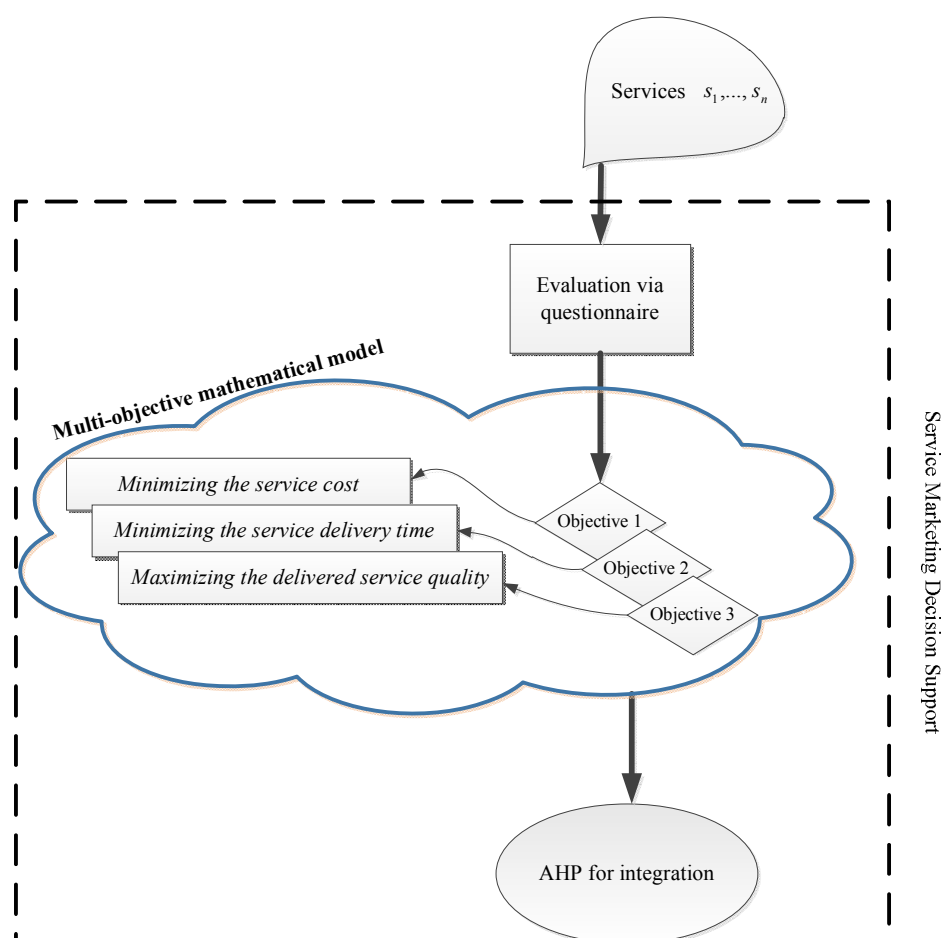 Services s₁,..., sₙ
Evaluation via
questionnaire
Multi-objective mathematical model
Minimizing the service cost
Minimizing the service delivery time
Maximizing the delivered service quality
Objective 1
Objective 2
Objective 3
AHP for integration
Service Marketing Decision Support